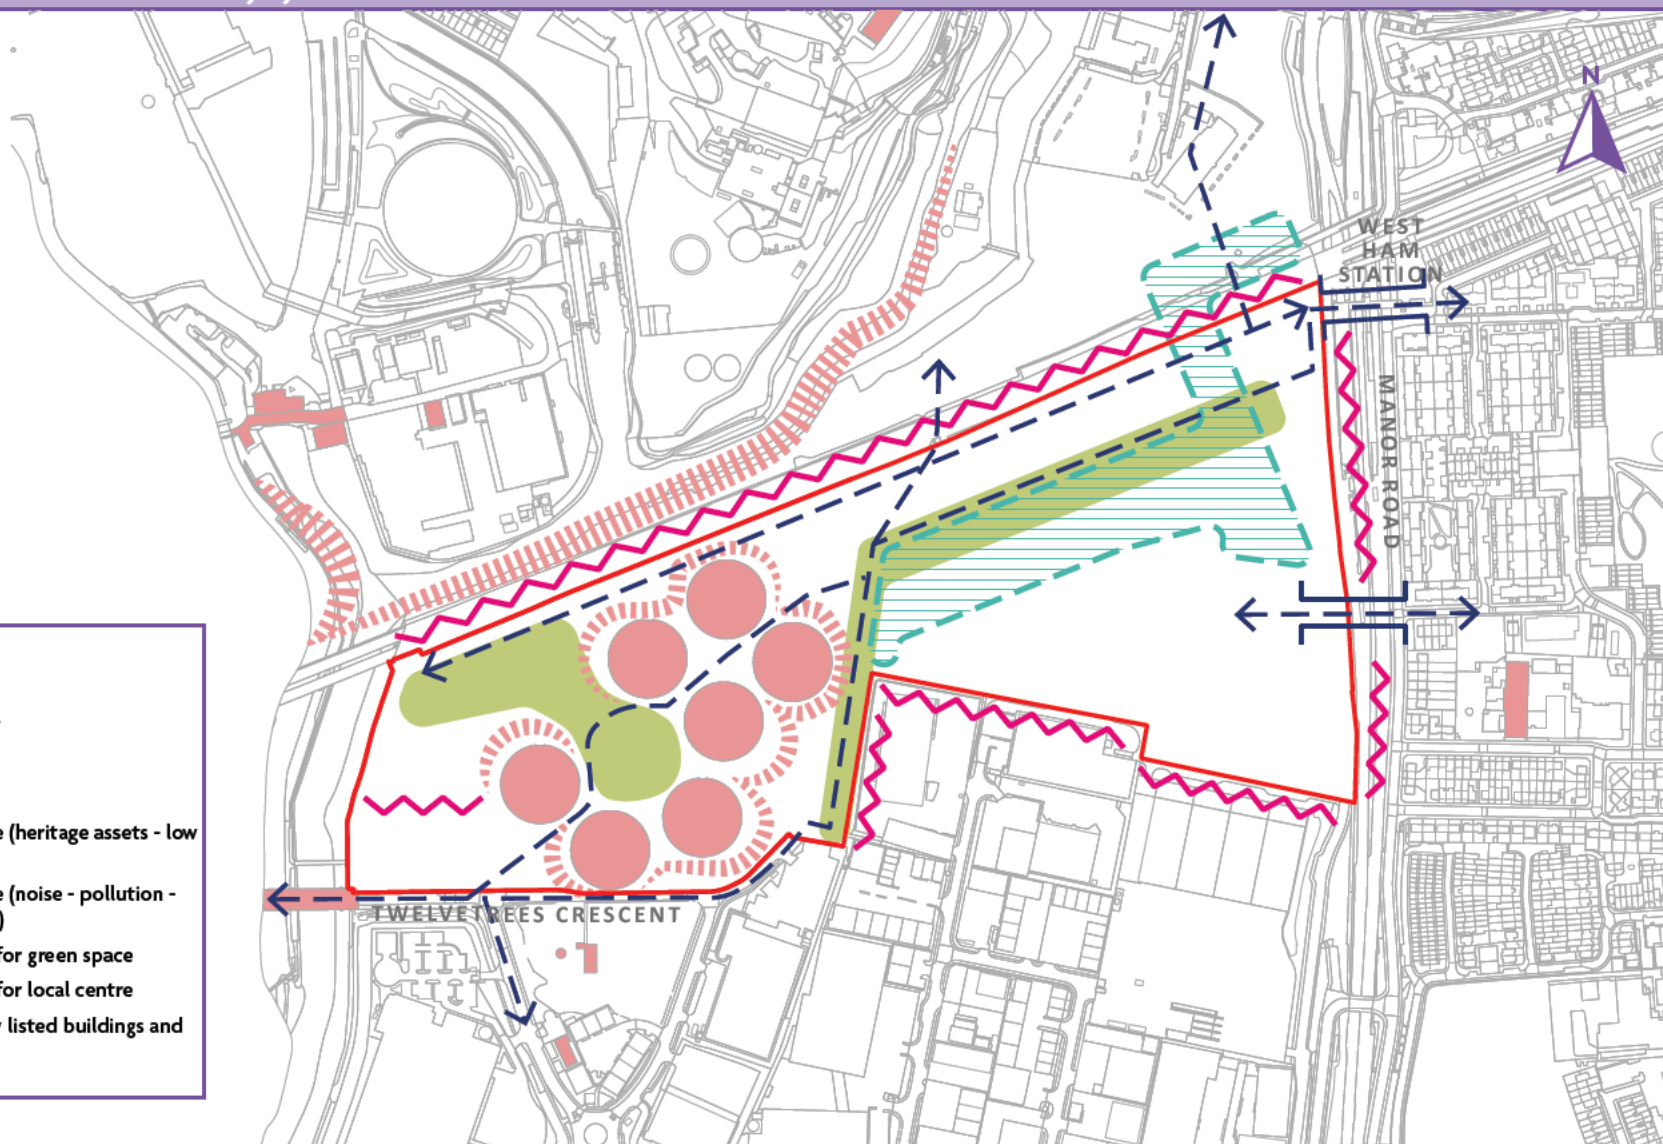 N
WEST
HAM
STATION
MANOR ROAD
(heritage assets - low
(noise - pollution -
)
for green space
for local centre
listed buildings and
TWELVETREES CRESCENT